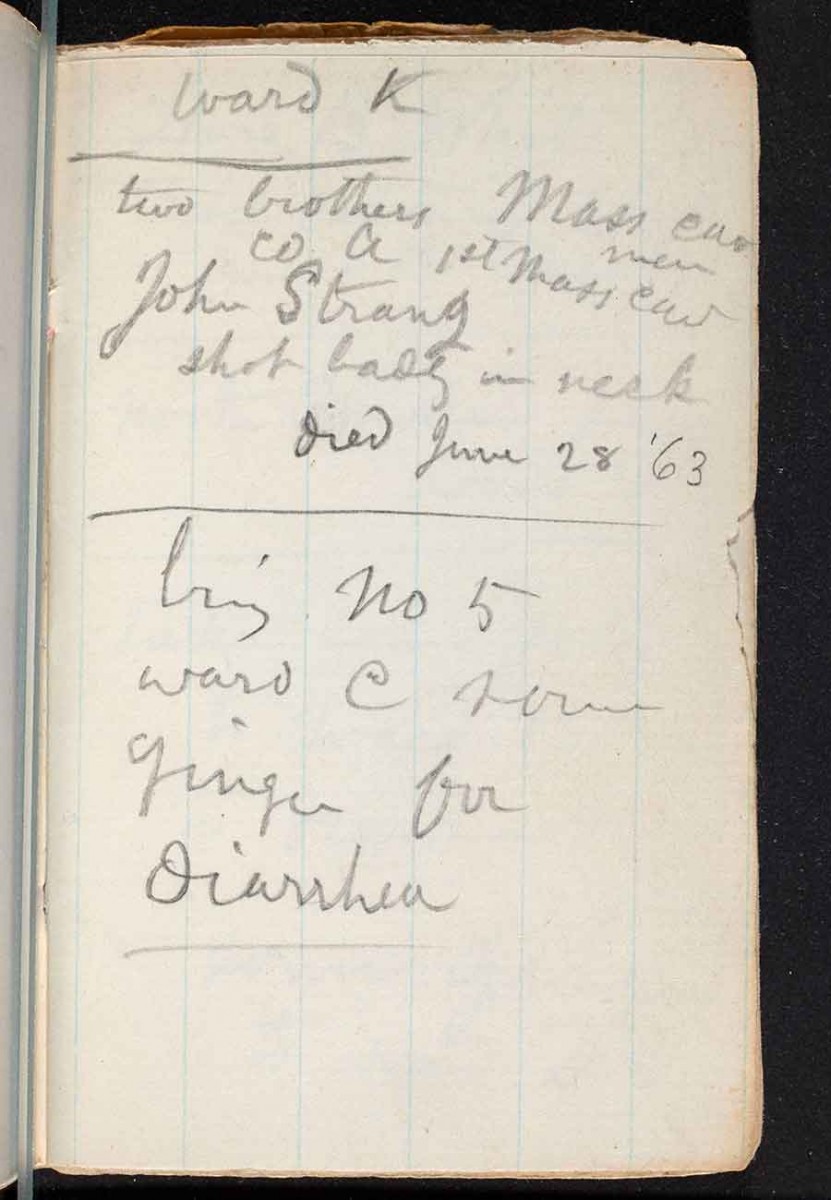 ward K
two brothers Mass cav
men
co A 1st Mass cav
John Strang
shot badly in neck
died June 28 '63
bring No 5
ward C some
ginger for
Diarrhea